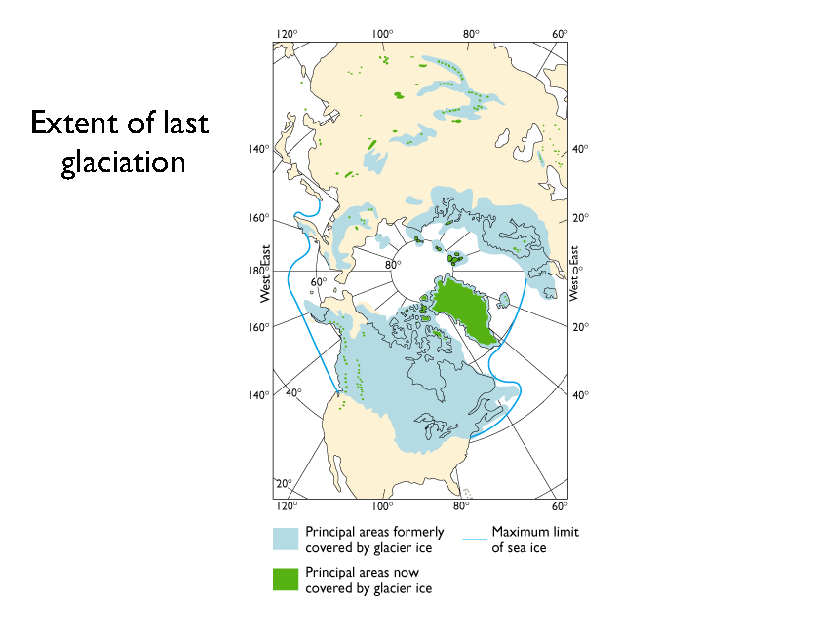 Extent of last
glaciation
120° 100° 80° 60°
140° 40°
160° 20°
West East
180° 0°
80°
60°
West East
160° 20°
140° 40°
40°
20°
120° 100° 80° 60°
Principal areas formerly
covered by glacier ice
Maximum limit
of sea ice
Principal areas now
covered by glacier ice